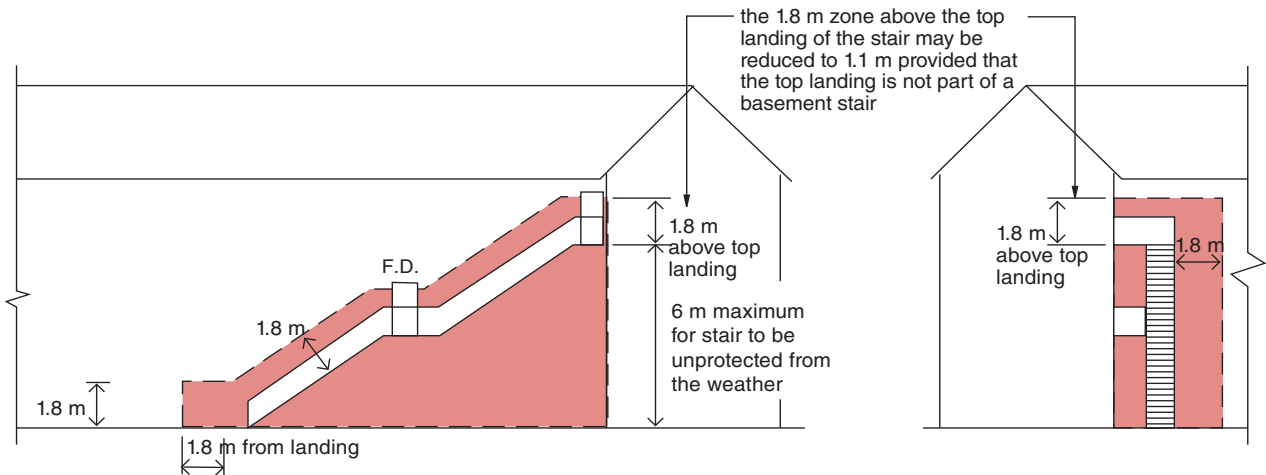 the 1.8 m zone above the top
landing of the stair may be
reduced to 1.1 m provided that
the top landing is not part of a
basement stair
1.8 m
above top
landing
1.8 m
above top
landing
1.8 m
F.D.
6 m maximum
for stair to be
unprotected from
the weather
1.8 m
1.8 m
1.8 m from landing